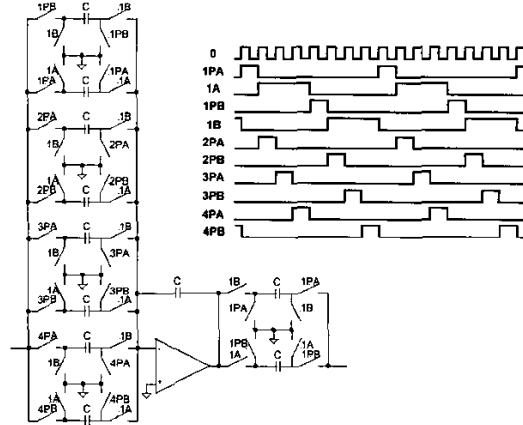 1PB C .1B
1B 1PB
1A 1PA
1PA C .1A
2PA C .1B
1B 2PA
1A 2PB
2PB C .1A
3PA C .1B
1B 3PA
1A 3PB
3PB C .1A
4PA C .1B
1B 4PA
1A 4PB
4PB C .1A
C
- +
1B C 1PA
1PA 1B
1PB 1A
1A C 1PB
0
1PA
1A
1PB
1B
2PA
2PB
3PA
3PB
4PA
4PB